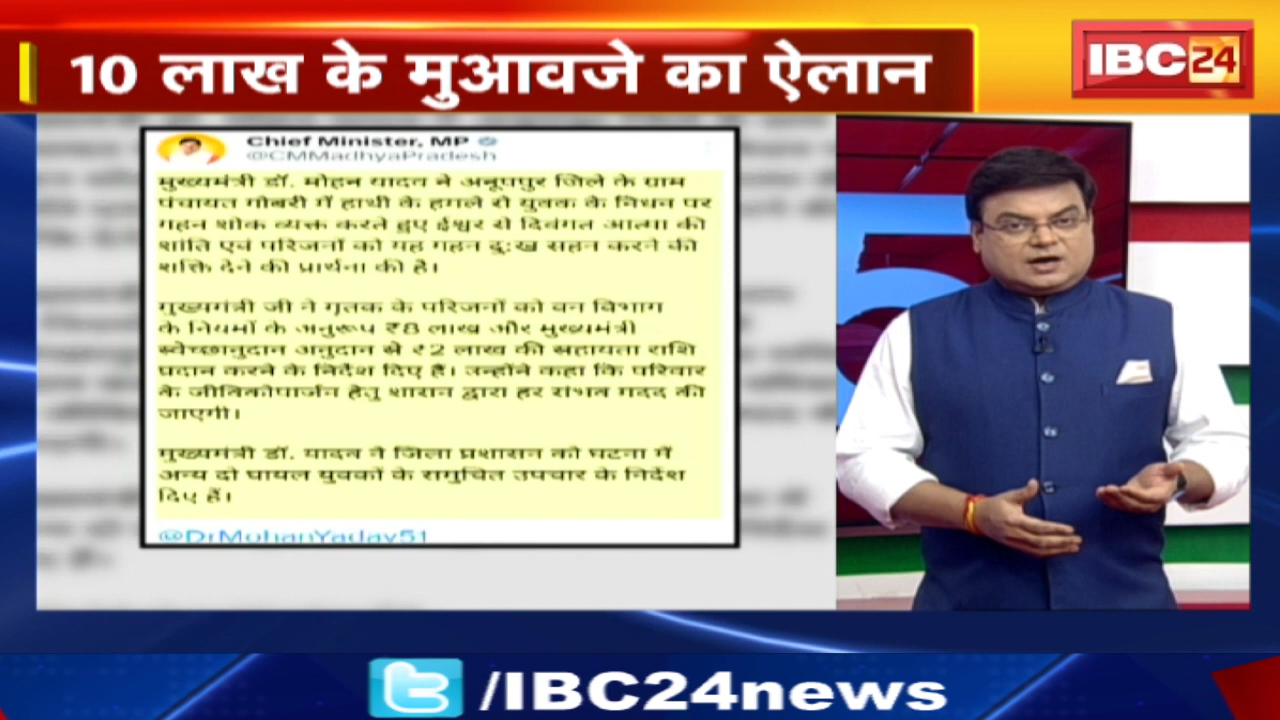 10 लाख के मुआवजे का ऐलान
IBC24
Chief Minister, MP
@CMMadhyaPradesh
मुख्यमंत्री डॉ. मोहन यादव ने अनूपपुर जिले के ग्राम
पंचायत गोबरी में हाथी के हमले से युवक के निधन पर
गहन शोक व्यक्त करते हुए ईश्वर से दिवंगत आत्मा की
शांति एवं परिजनों को यह गहन दुःख सहन करने की
शक्ति देने की प्रार्थना की है।
मुख्यमंत्री जी ने मृतक के परिजनों को वन विभाग
के नियमों के अनुरूप ₹8 लाख और मुख्यमंत्री
स्वेच्छानुदान अनुदान से ₹2 लाख की सहायता राशि
प्रदान करने के निर्देश दिए हैं। उन्होंने कहा कि परिवार
के जीविकोपार्जन हेतु शासन द्वारा हर संभव मदद की
जाएगी।
मुख्यमंत्री डॉ. यादव ने जिला प्रशासन को घटना में
अन्य दो घायल युवकों के समुचित उपचार के निर्देश
दिए हैं।
@DrMohanYadav51
/IBC24news